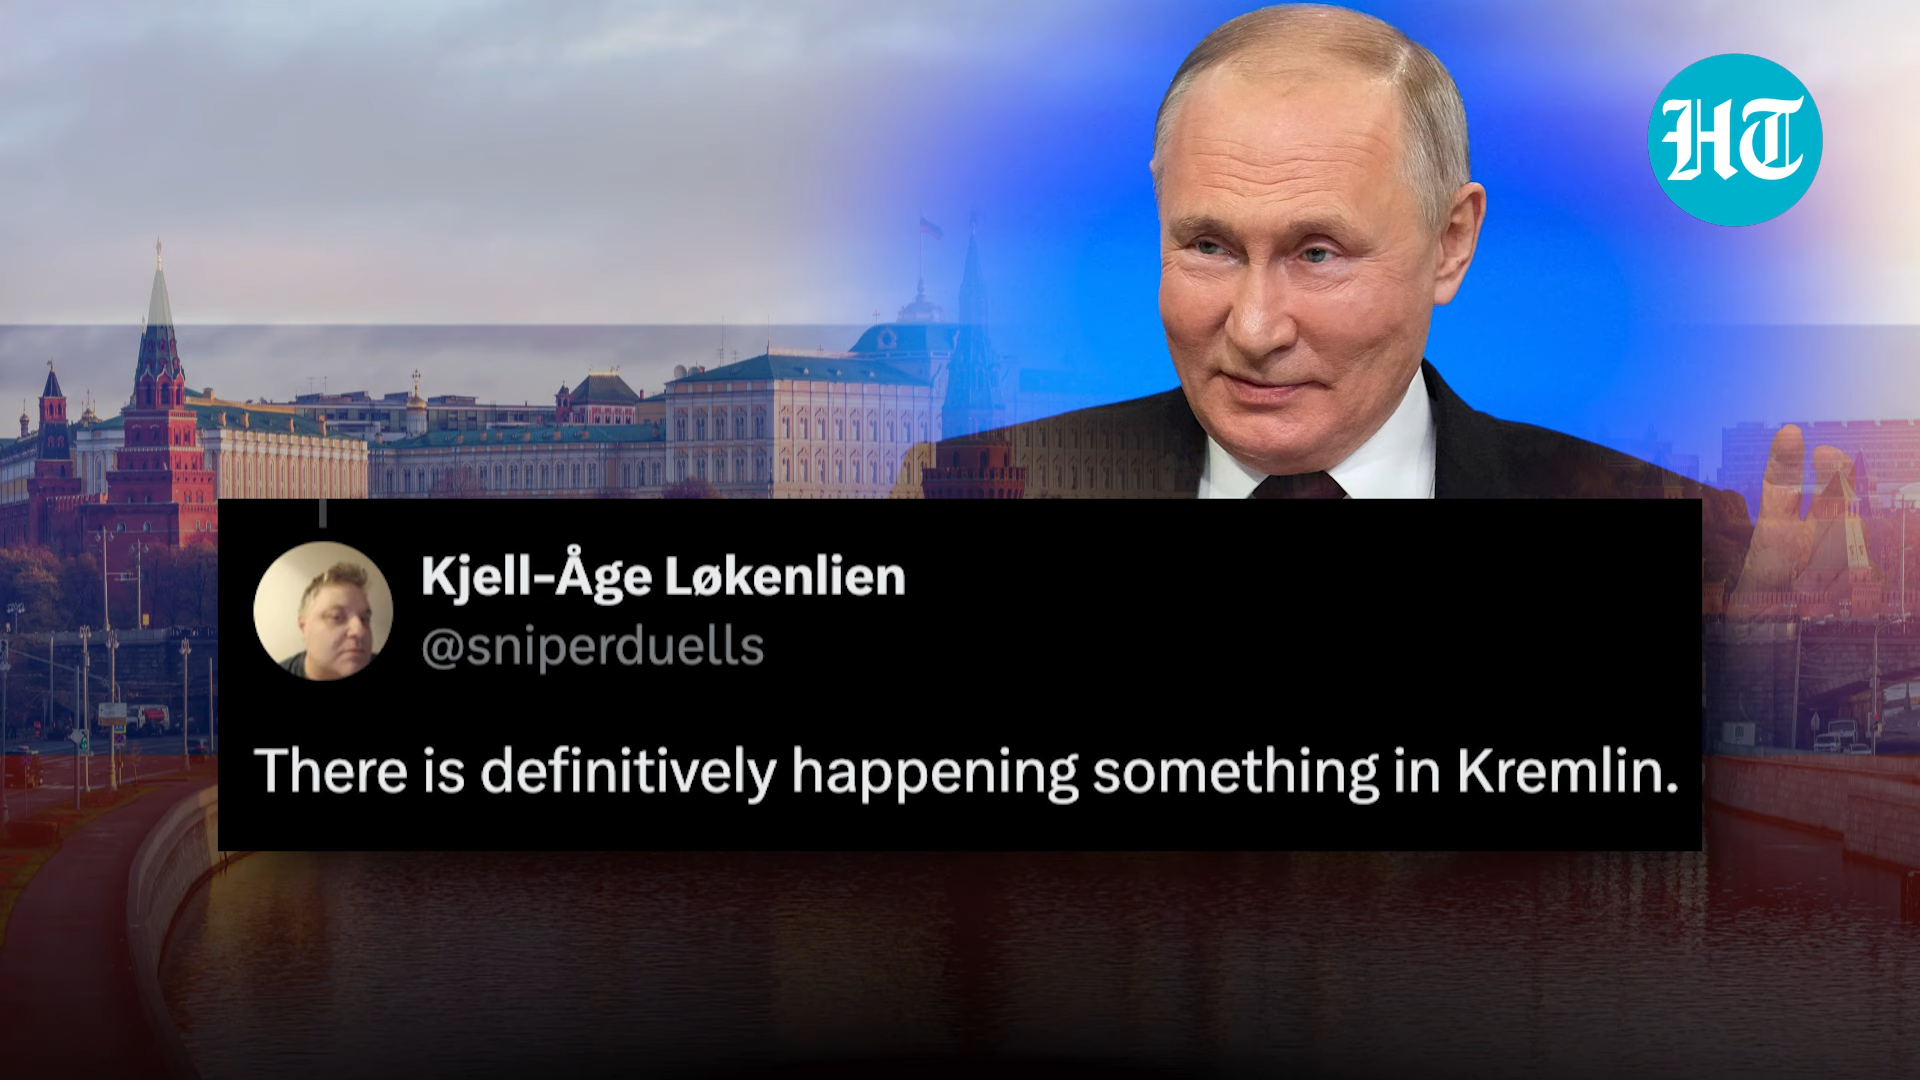 HT
Kjell-Åge Løkenlien
@sniperduells
There is definitively happening something in Kremlin.